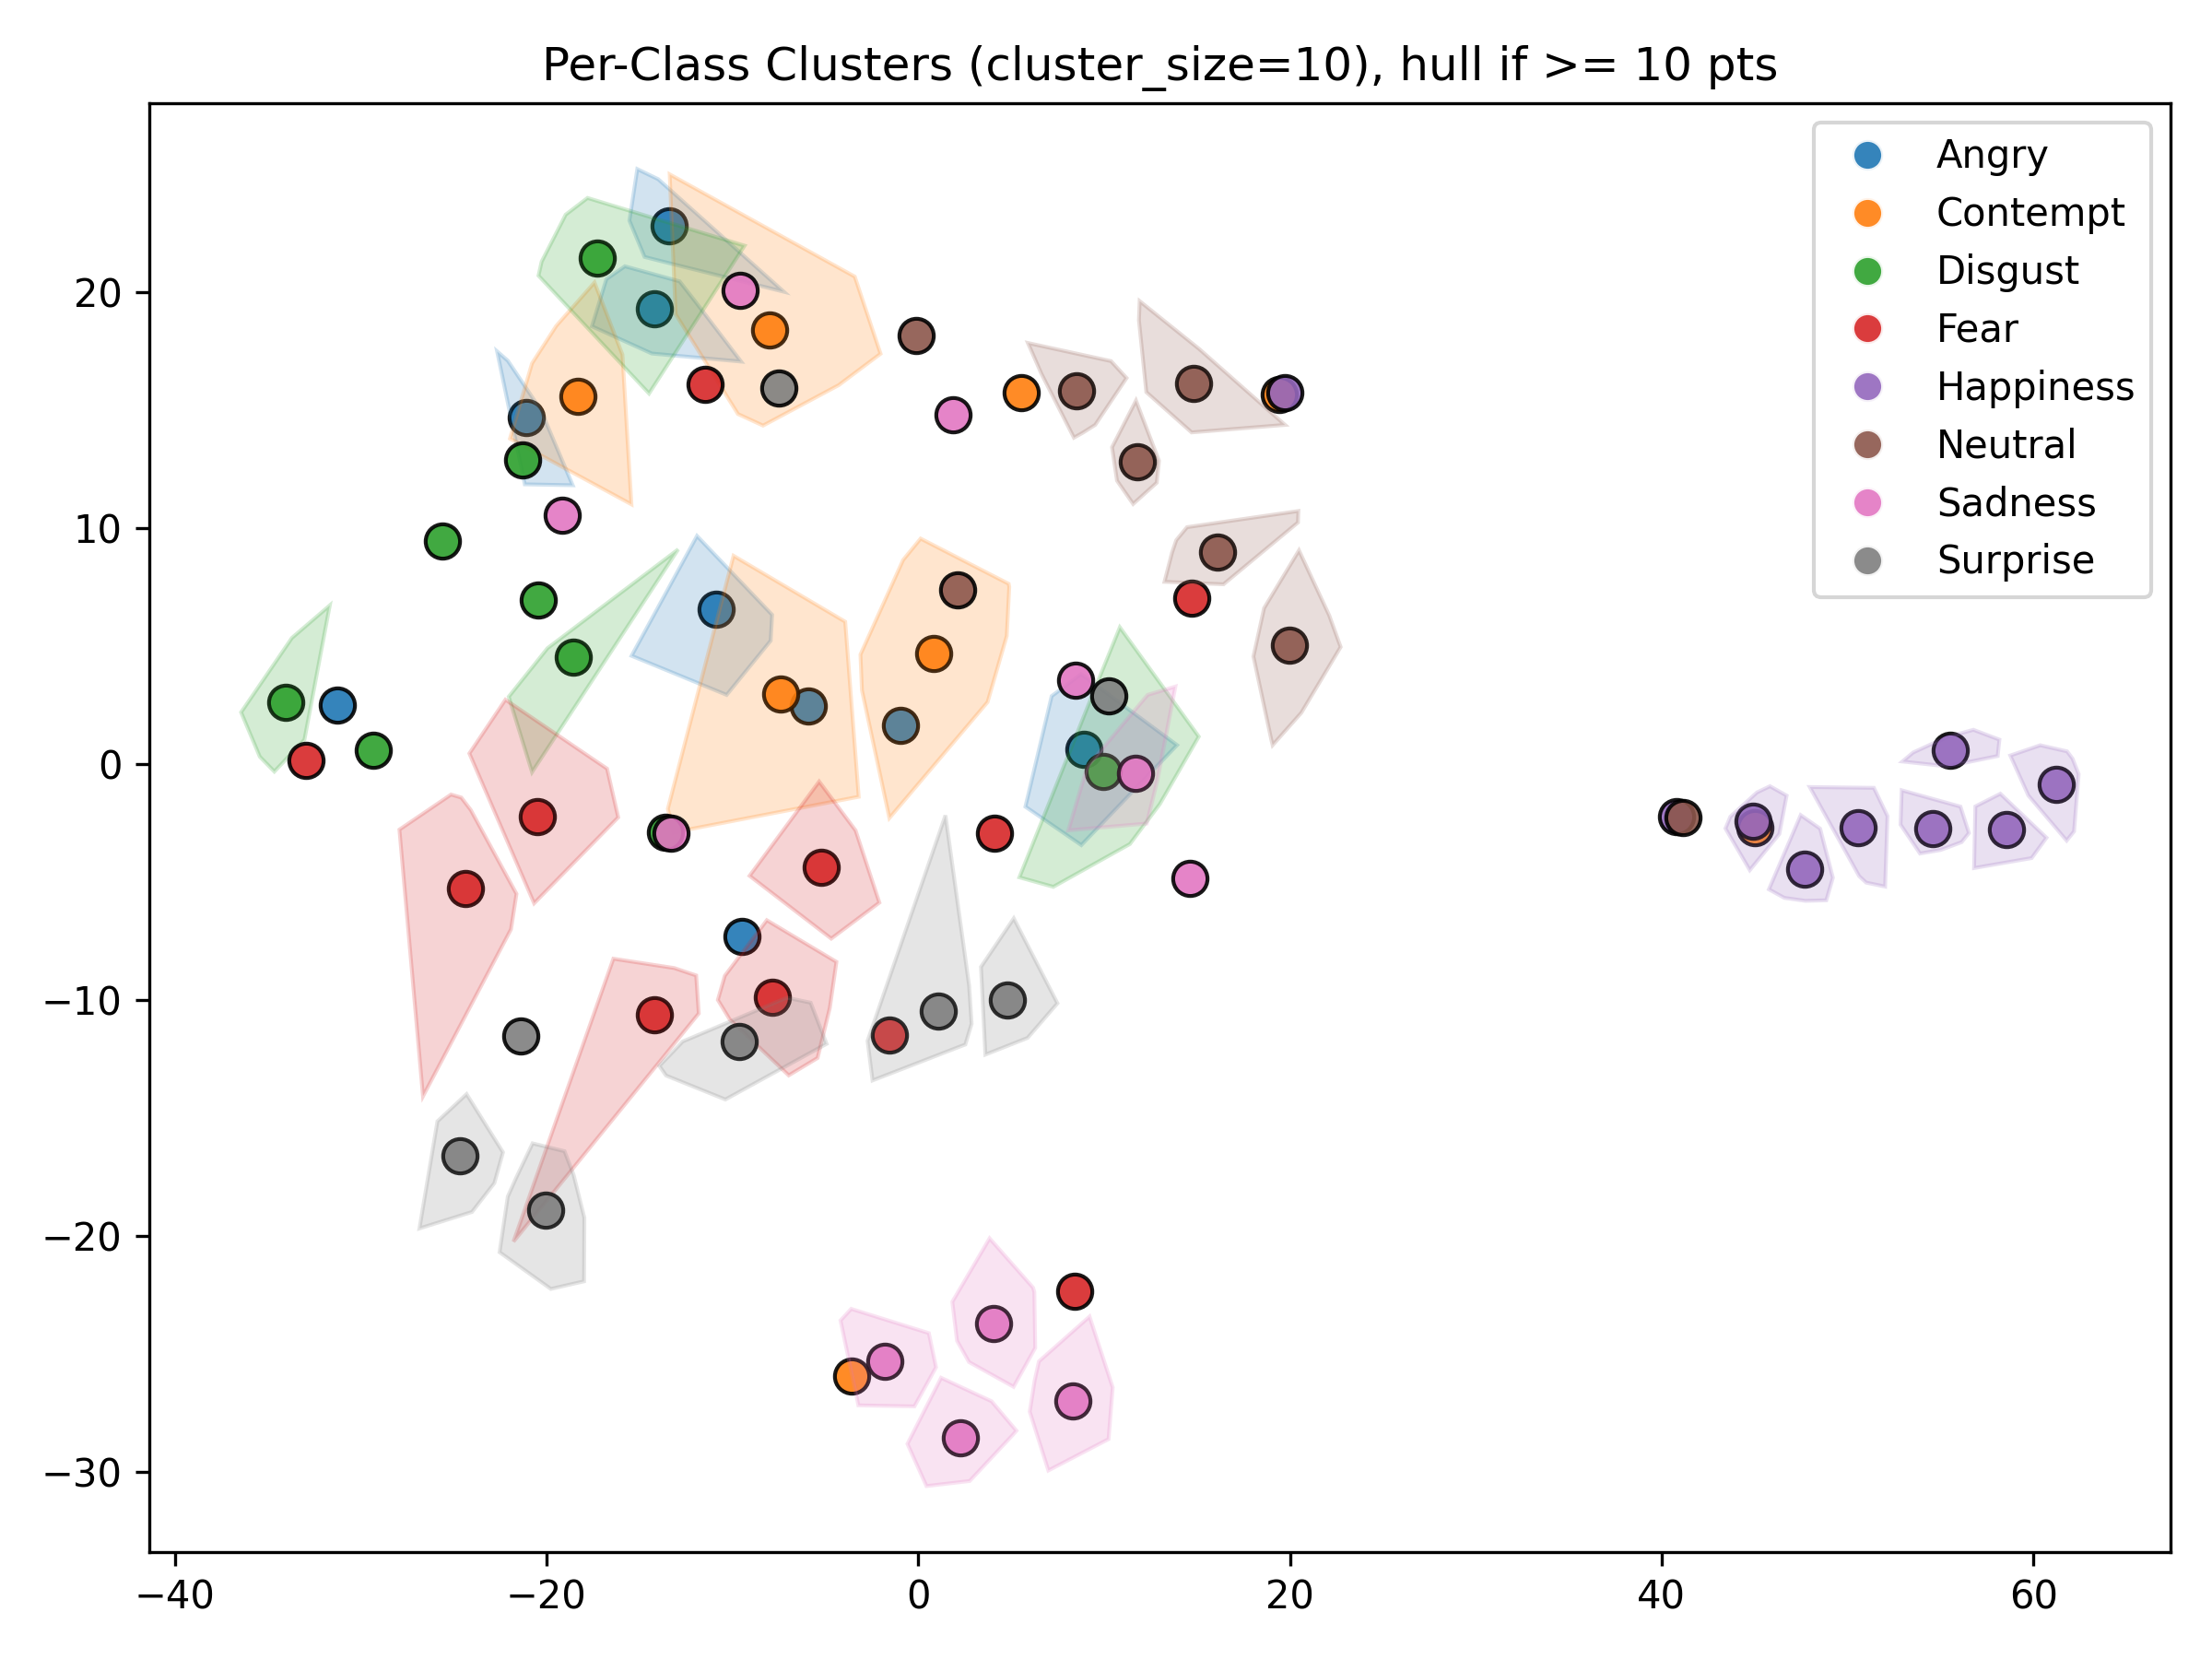 Per-Class Clusters (cluster_size=10), hull if >= 10 pts
Angry
Contempt
Disgust
Fear
Happiness
Neutral
Sadness
Surprise
20
10
0
−10
−20
−30
−40
−20
0
20
40
60